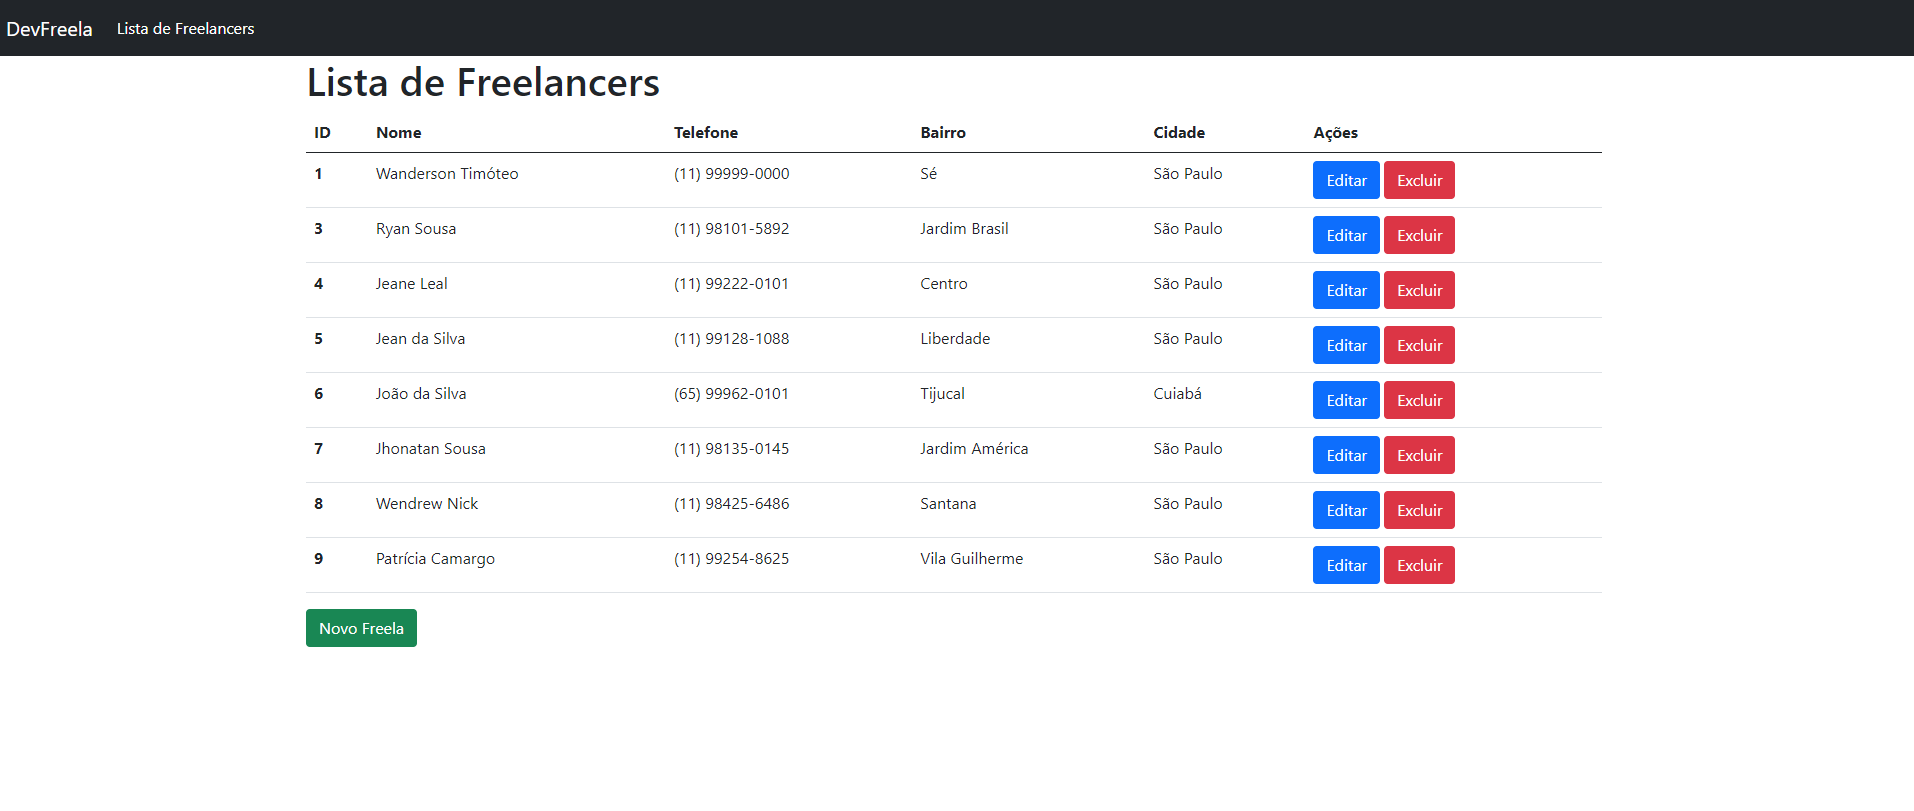 DevFreela Lista de Freelancers
Lista de Freelancers
ID Nome Telefone Bairro Cidade Ações
1 Wanderson Timóteo (11) 99999-0000 Sé São Paulo Editar Excluir
3 Ryan Sousa (11) 98101-5892 Jardim Brasil São Paulo Editar Excluir
4 Jeane Leal (11) 99222-0101 Centro São Paulo Editar Excluir
5 Jean da Silva (11) 99128-1088 Liberdade São Paulo Editar Excluir
6 João da Silva (65) 99962-0101 Tijucal Cuiabá Editar Excluir
7 Jhonatan Sousa (11) 98135-0145 Jardim América São Paulo Editar Excluir
8 Wendrew Nick (11) 98425-6486 Santana São Paulo Editar Excluir
9 Patrícia Camargo (11) 99254-8625 Vila Guilherme São Paulo Editar Excluir
Novo Freela